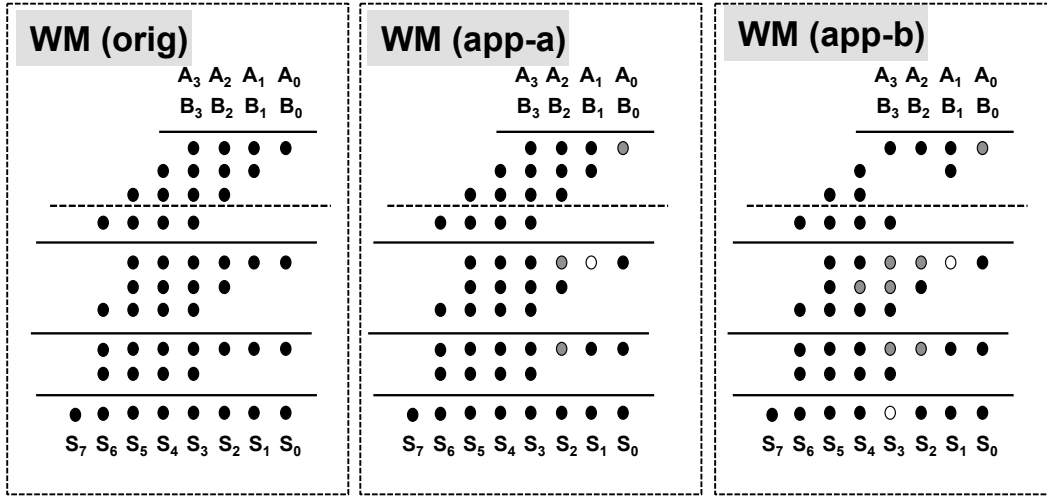 WM (orig)
A3 A2 A1 A0
B3 B2 B1 B0
S7 S6 S5 S4 S3 S2 S1 S0
WM (app-a)
A3 A2 A1 A0
B3 B2 B1 B0
S7 S6 S5 S4 S3 S2 S1 S0
WM (app-b)
A3 A2 A1 A0
B3 B2 B1 B0
S7 S6 S5 S4 S3 S2 S1 S0